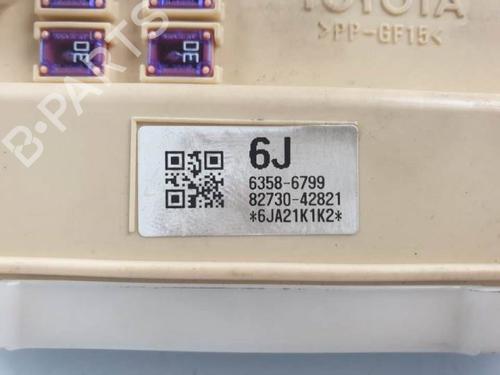 TOYOTA
>PP-GF15<
30
30
6J
6358-6799
82730-42821
*6JA21K1K2*
B-PARTS